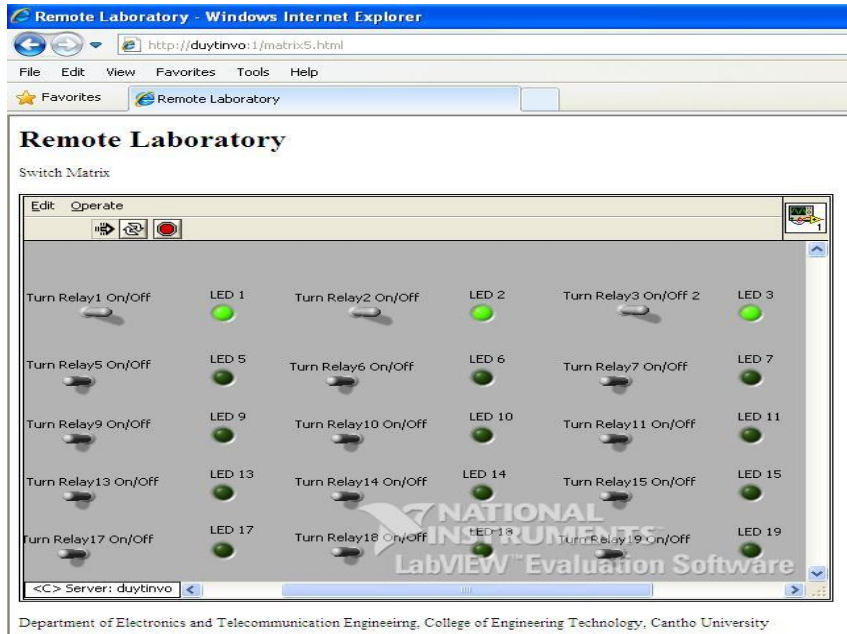 Remote Laboratory - Windows Internet Explorer
http://duytinvo:1/matrix5.html
File Edit View Favorites Tools Help
Favorites Remote Laboratory
Remote Laboratory
Switch Matrix
Edit Operate
1
Turn Relay1 On/Off LED 1 Turn Relay2 On/Off LED 2 Turn Relay3 On/Off 2 LED 3
Turn Relay5 On/Off LED 5 Turn Relay6 On/Off LED 6 Turn Relay7 On/Off LED 7
Turn Relay9 On/Off LED 9 Turn Relay10 On/Off LED 10 Turn Relay11 On/Off LED 11
Turn Relay13 On/Off LED 13 Turn Relay14 On/Off LED 14 Turn Relay15 On/Off LED 15
Turn Relay17 On/Off LED 17 Turn Relay18 On/Off LED 18 Turn Relay19 On/Off LED 19
NATIONAL
INSTRUMENTS
LabVIEW™ Evaluation Software
<C> Server: duytinvo
Department of Electronics and Telecommunication Engineeirng, College of Engineering Technology, Cantho University